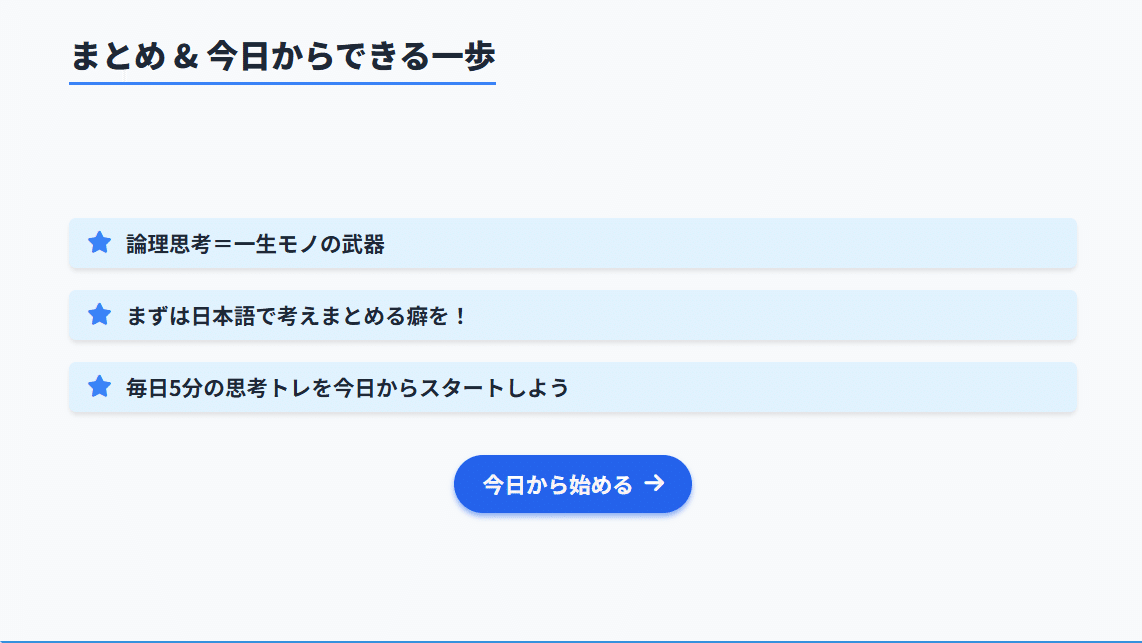 まとめ & 今日からできる一歩
論理思考＝一生モノの武器
まずは日本語で考えまとめる癖を！
毎日5分の思考トレを今日からスタートしよう
今日から始める →